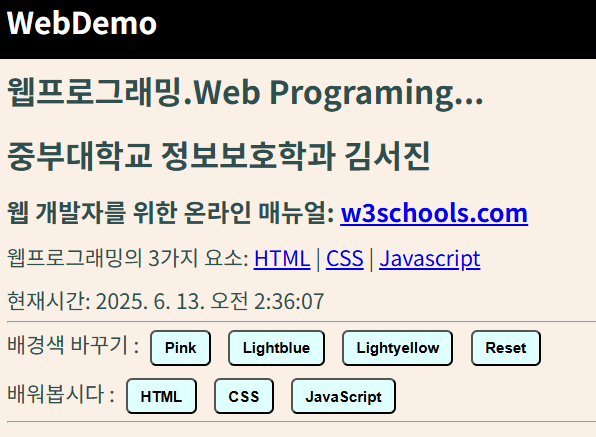 WebDemo
웹프로그래밍.Web Programing...
중부대학교 정보보호학과 김서진
웹 개발자를 위한 온라인 매뉴얼: w3schools.com
웹프로그래밍의 3가지 요소: HTML | CSS | Javascript
현재시간: 2025. 6. 13. 오전 2:36:07
배경색 바꾸기 : Pink Lightblue Lightyellow Reset
배워봅시다 : HTML CSS JavaScript